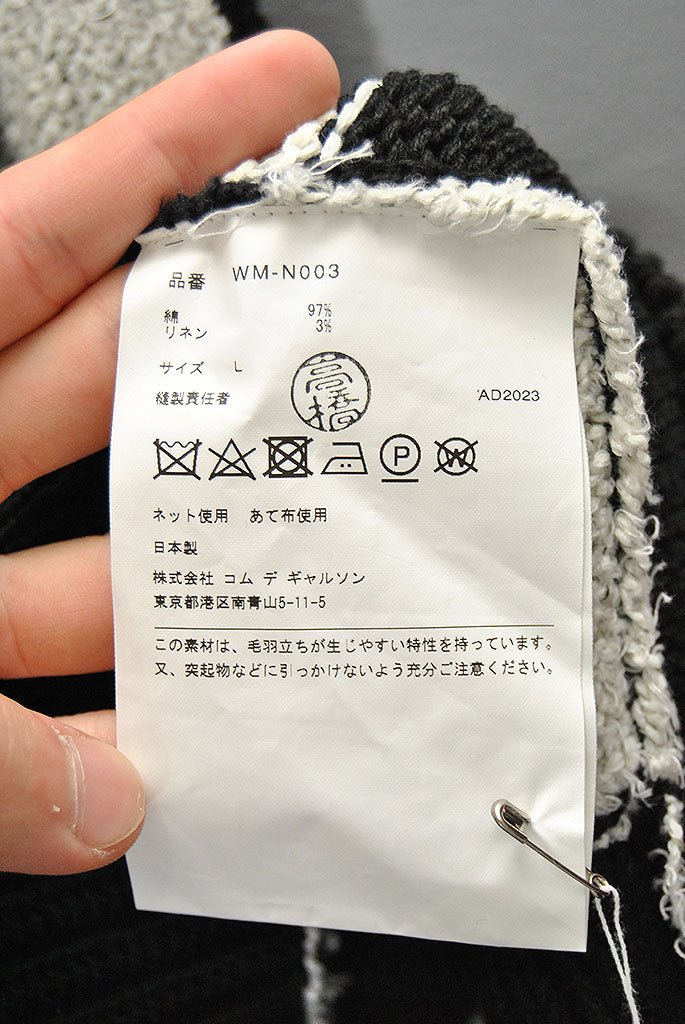 品番 WM-N003
綿 97%
リネン 3%
サイズ L
縫製責任者 髙橋 AD2023
P W
ネット使用 あて布使用
日本製
株式会社 コム デ ギャルソン
東京都港区南青山5-11-5
この素材は、毛羽立ちが生じやすい特性を持っています。
又、突起物などに引っかけないよう充分ご注意ください。